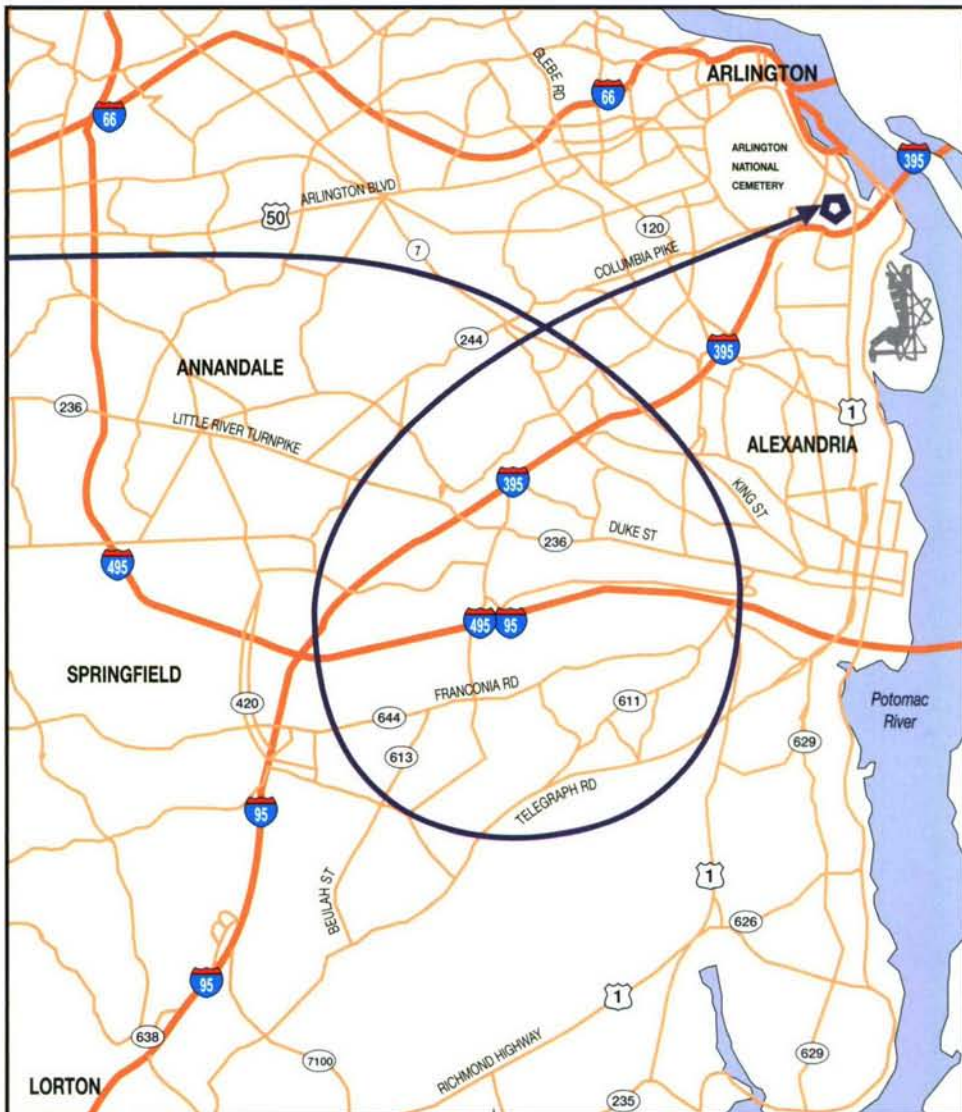 GLEBE RD
66
ARLINGTON
66
ARLINGTON
NATIONAL
CEMETERY
395
ARLINGTON BLVD
50
7
120
COLUMBIA PIKE
244
395
ANNANDALE
236
LITTLE RIVER TURNPIKE
1
ALEXANDRIA
395
KING ST
DUKE ST
236
495
495
95
SPRINGFIELD
FRANCONIA RD
420
644
611
613
Potomac
River
629
TELEGRAPH RD
95
BEULAH ST
1
626
95
1
638
7100
RICHMOND HIGHWAY
629
LORTON
235